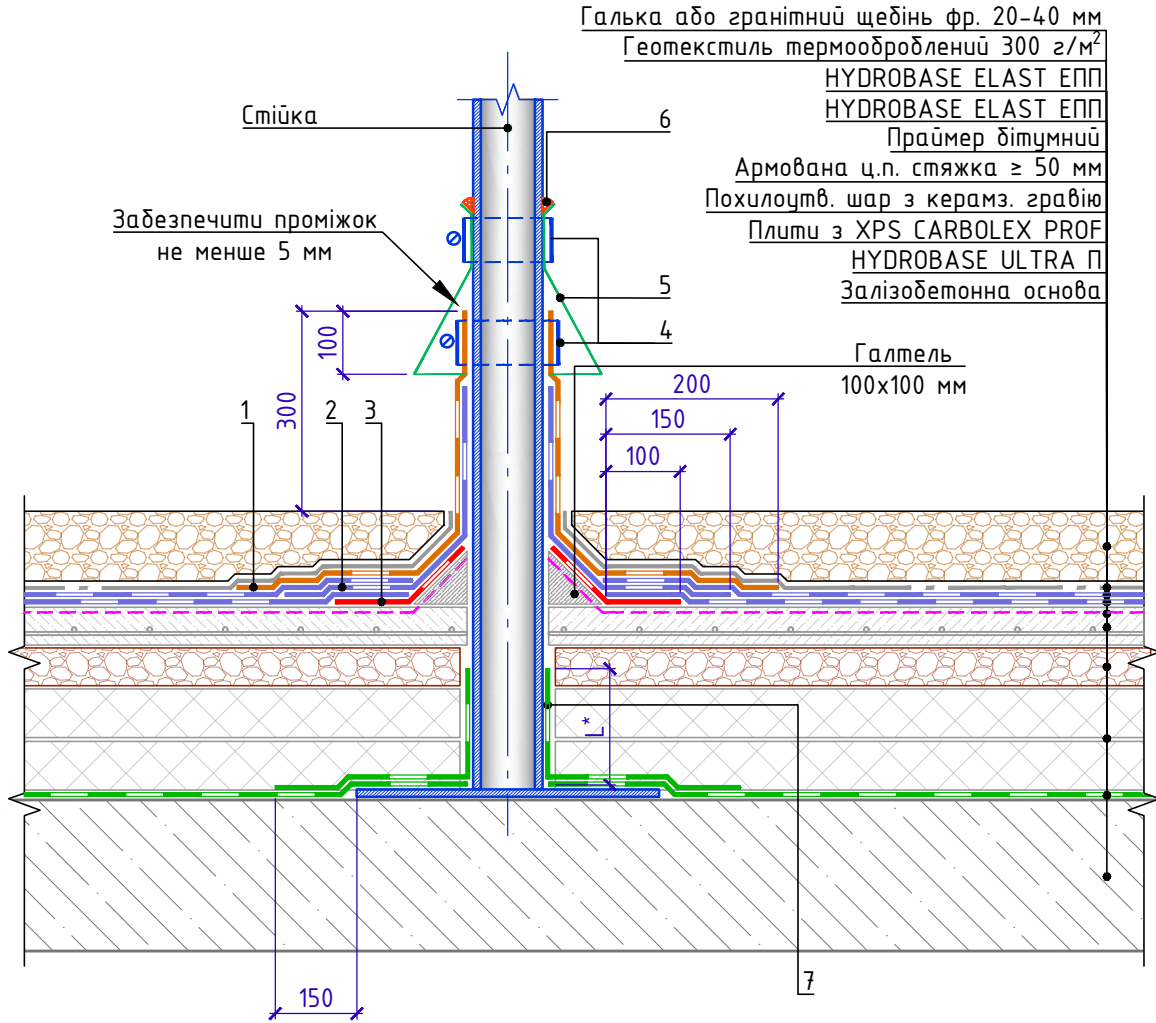 Галька або гранітний щебінь фр. 20-40 мм
Геотекстиль термооброблений 300 г/м²
HYDROBASE ELAST ЕПП
HYDROBASE ELAST ЕПП
Праймер бітумний
Армована ц.п. стяжка ≥ 50 мм
Похилоутв. шар з керамз. гравію
Плити з XPS CARBOLEX PROF
HYDROBASE ULTRA П
Залізобетонна основа
Стійка
6
Забезпечити проміжок
не менше 5 мм
5
4
Галтель
100х100 мм
100
300
200
150
100
1
2
3
L*
7
150